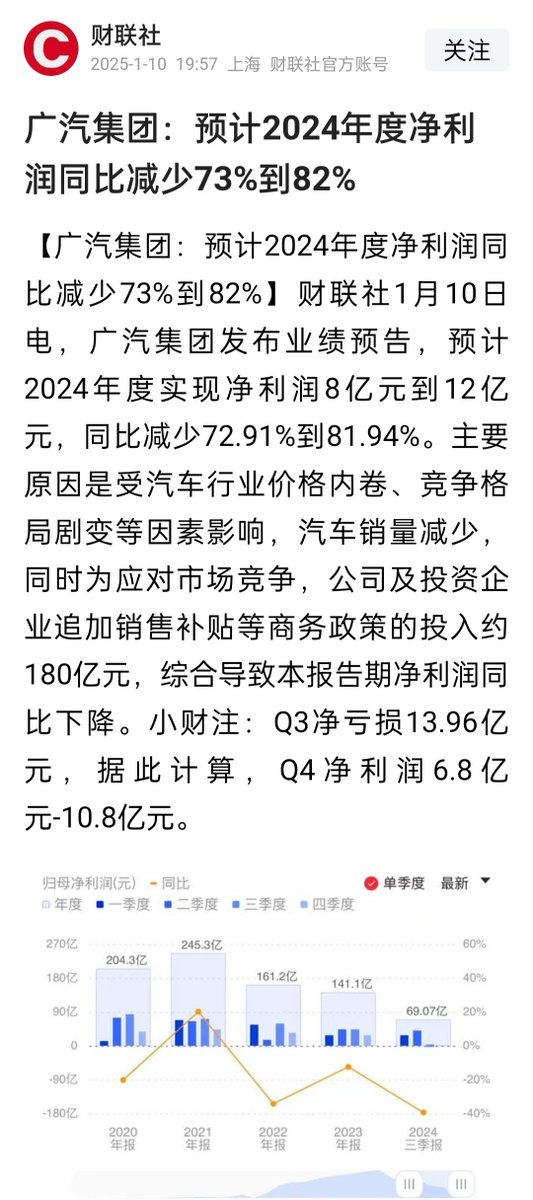 财联社
2025-1-10 19:57 上海 财联社官方账号
关注
广汽集团：预计2024年度净利
润同比减少73%到82%
【广汽集团：预计2024年度净利润同
比减少73%到82%】财联社1月10日
电，广汽集团发布业绩预告，预计
2024年度实现净利润8亿元到12亿
元，同比减少72.91%到81.94%。主要
原因是受汽车行业价格内卷、竞争格
局剧变等因素影响，汽车销量减少，
同时为应对市场竞争，公司及投资企
业追加销售补贴等商务政策的投入约
180亿元，综合导致本报告期净利润同
比下降。小财注：Q3净亏损13.96亿
元，据此计算，Q4净利润6.8亿
元-10.8亿元。
归母净利润(元) 同比 单季度 最新
年度 一季度 二季度 三季度 四季度
270亿 60%
180亿 40%
90亿 20%
0 0%
-90亿 -20%
-180亿 -40%
204.3亿 245.3亿 161.2亿 141.1亿 69.07亿
2020 2021 2022 2023 2024
年报 年报 年报 年报 三季报